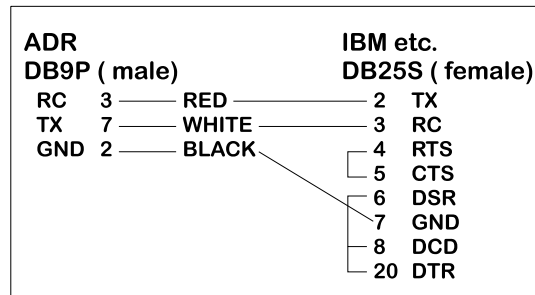 ADR IBM etc.
DB9P ( male) DB25S ( female)
RC 3 RED 2 TX
TX 7 WHITE 3 RC
GND 2 BLACK 4 RTS
5 CTS
6 DSR
7 GND
8 DCD
20 DTR